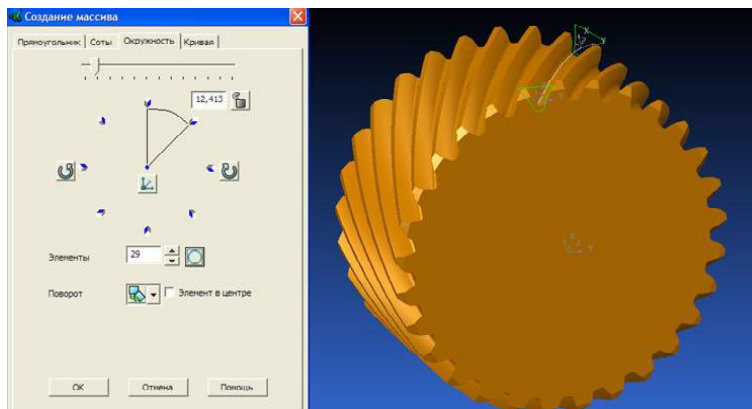 Создание массива
Прямоугольник Соты Окружность Кривая
12,413
Элементы 29
Поворот Элемент в центре
OK Отмена Помощь